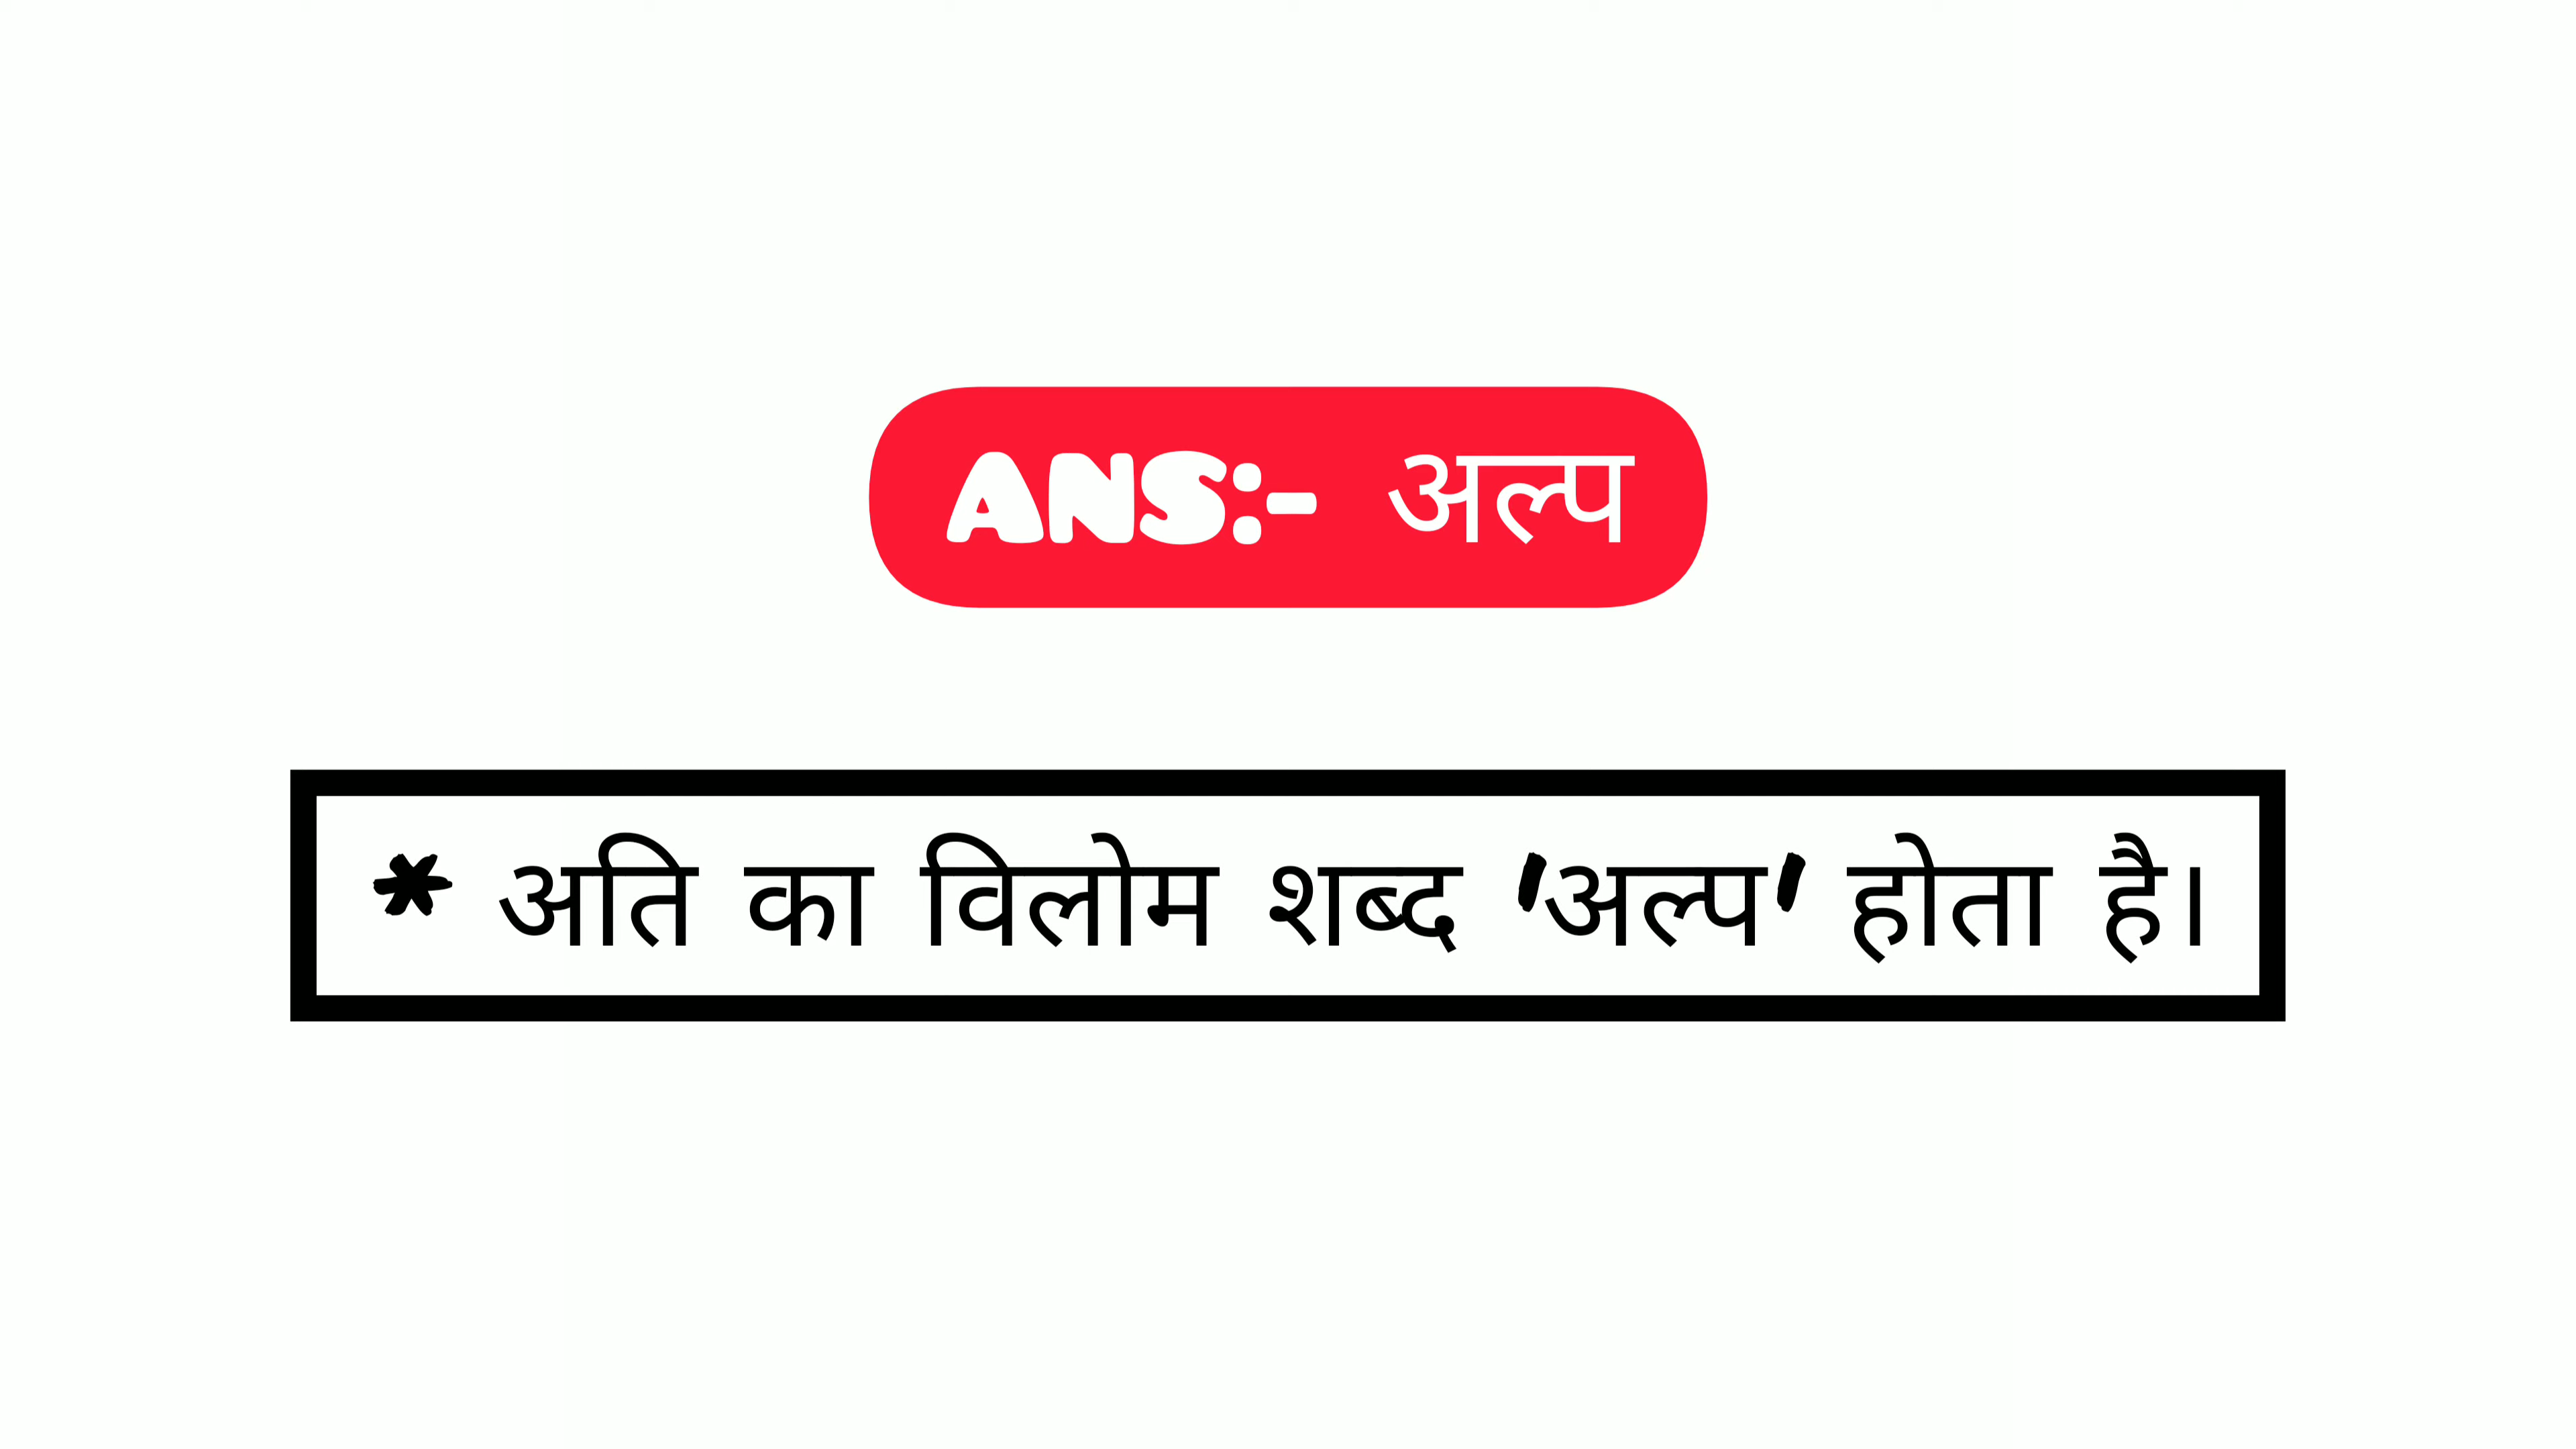 ANS:- अल्प
* अति का विलोम शब्द 'अल्प' होता है।